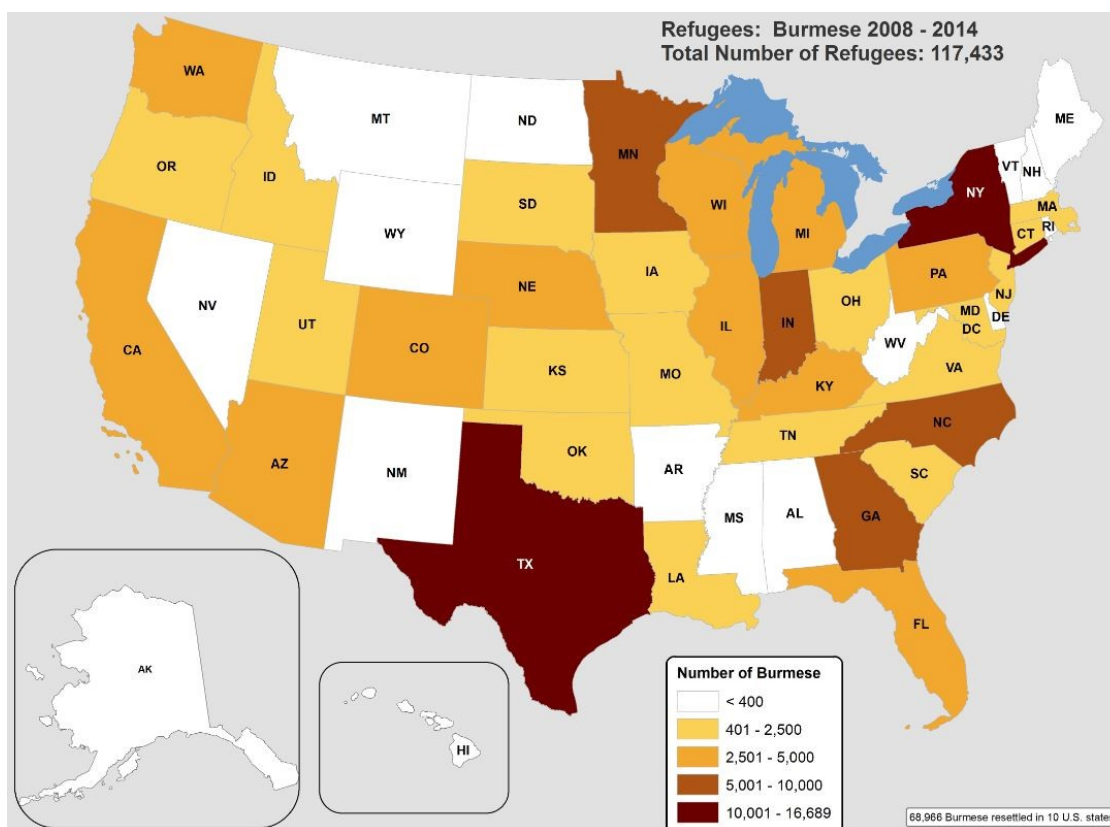 Refugees: Burmese 2008 - 2014
Total Number of Refugees: 117,433
WA
MT
ND
MN
ME
VT
NH
OR
ID
SD
WI
NY
MA
WY
MI
CT
RI
IA
NE
PA
NV
UT
CO
IL
IN
OH
NJ
MD
DE
DC
WV
CA
KS
MO
KY
VA
AZ
NM
OK
AR
TN
NC
SC
MS
AL
GA
TX
LA
FL
AK
HI
Number of Burmese
< 400
401 - 2,500
2,501 - 5,000
5,001 - 10,000
10,001 - 16,689
68,966 Burmese resettled in 10 U.S. state